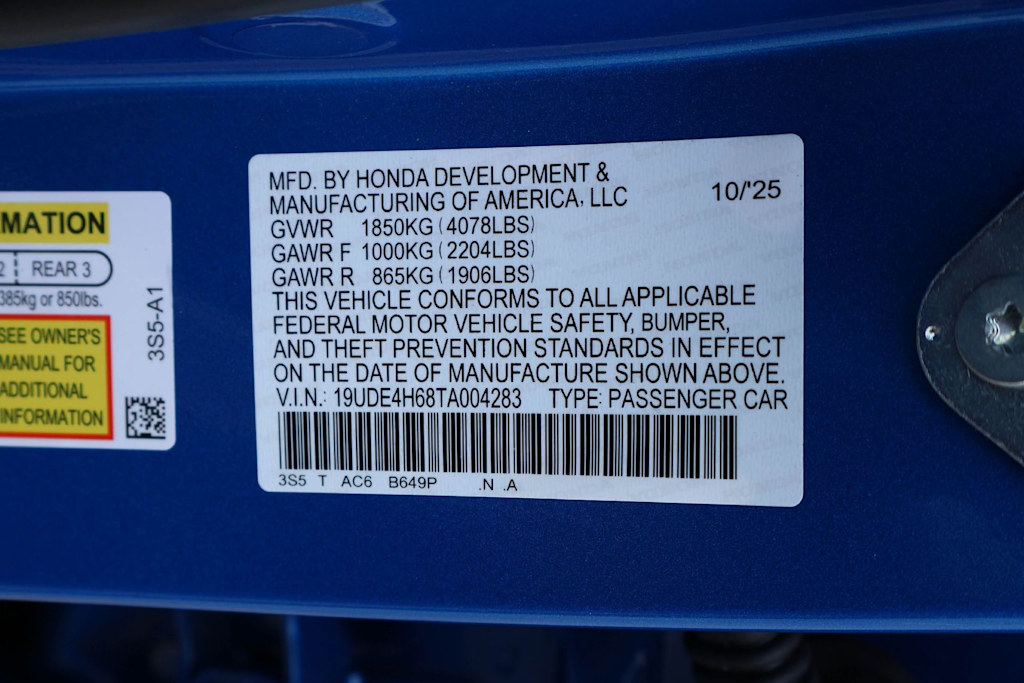 MATION
2 REAR 3
385kg or 850lbs.
SEE OWNER'S
MANUAL FOR
ADDITIONAL
INFORMATION
3S5-A1
MFD. BY HONDA DEVELOPMENT &
MANUFACTURING OF AMERICA, LLC 10/'25
GVWR 1850KG (4078LBS)
GAWR F 1000KG (2204LBS)
GAWR R 865KG (1906LBS)
THIS VEHICLE CONFORMS TO ALL APPLICABLE
FEDERAL MOTOR VEHICLE SAFETY, BUMPER,
AND THEFT PREVENTION STANDARDS IN EFFECT
ON THE DATE OF MANUFACTURE SHOWN ABOVE.
V.I.N.: 19UDE4H68TA004283 TYPE: PASSENGER CAR
3S5 T AC6 B649P .N .A